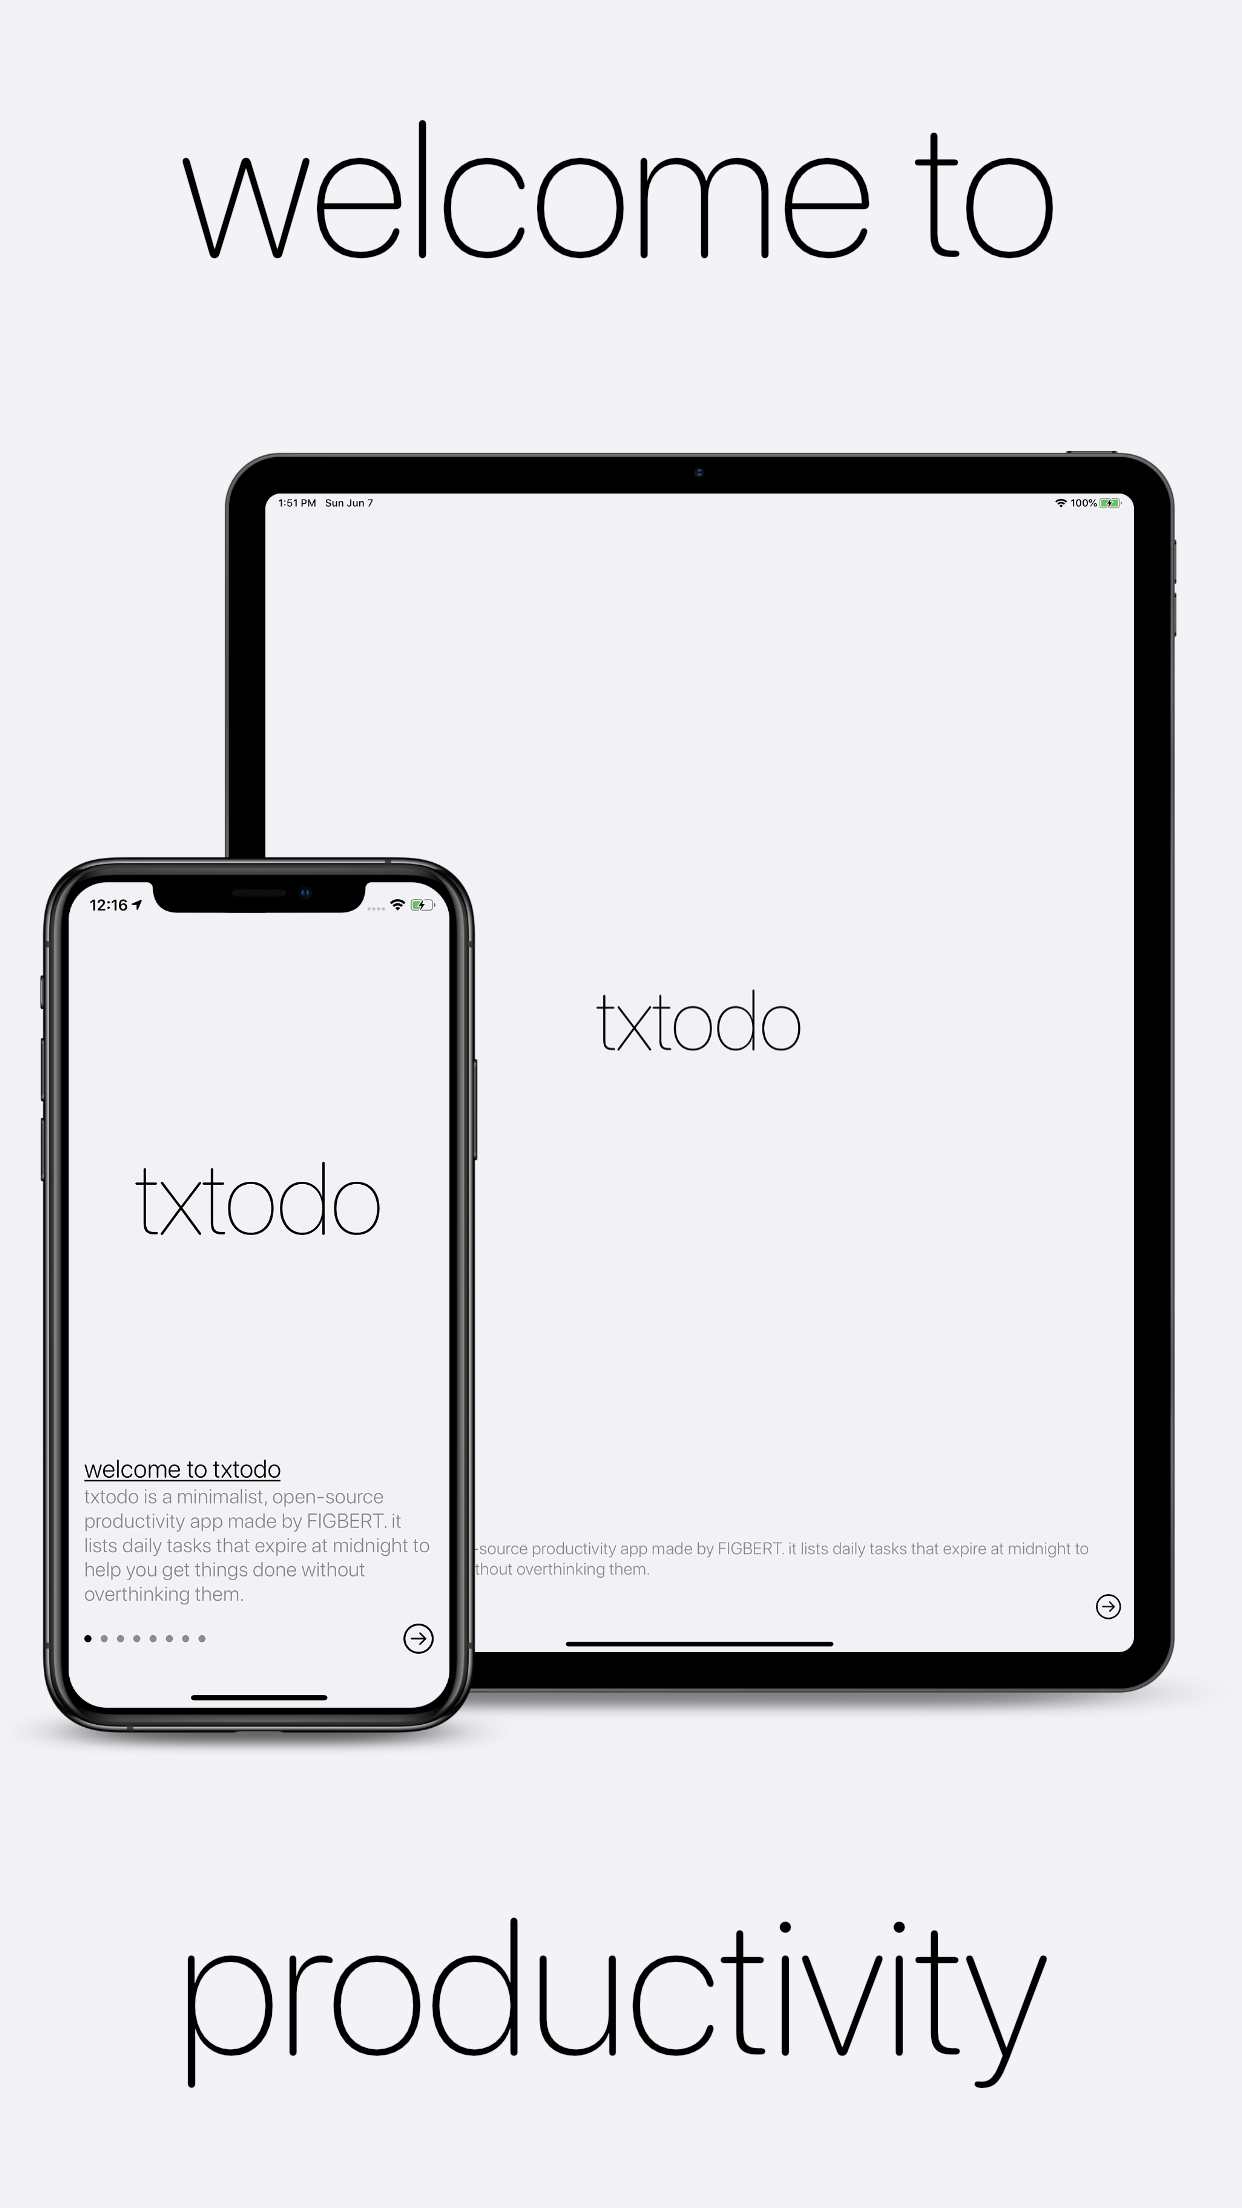 welcome to
1:51 PM Sun Jun 7
100%
txtodo
-source productivity app made by FIGBERT. it lists daily tasks that expire at midnight to
thout overthinking them.
12:16
txtodo
welcome to txtodo
txtodo is a minimalist, open-source
productivity app made by FIGBERT. it
lists daily tasks that expire at midnight to
help you get things done without
overthinking them.
productivity